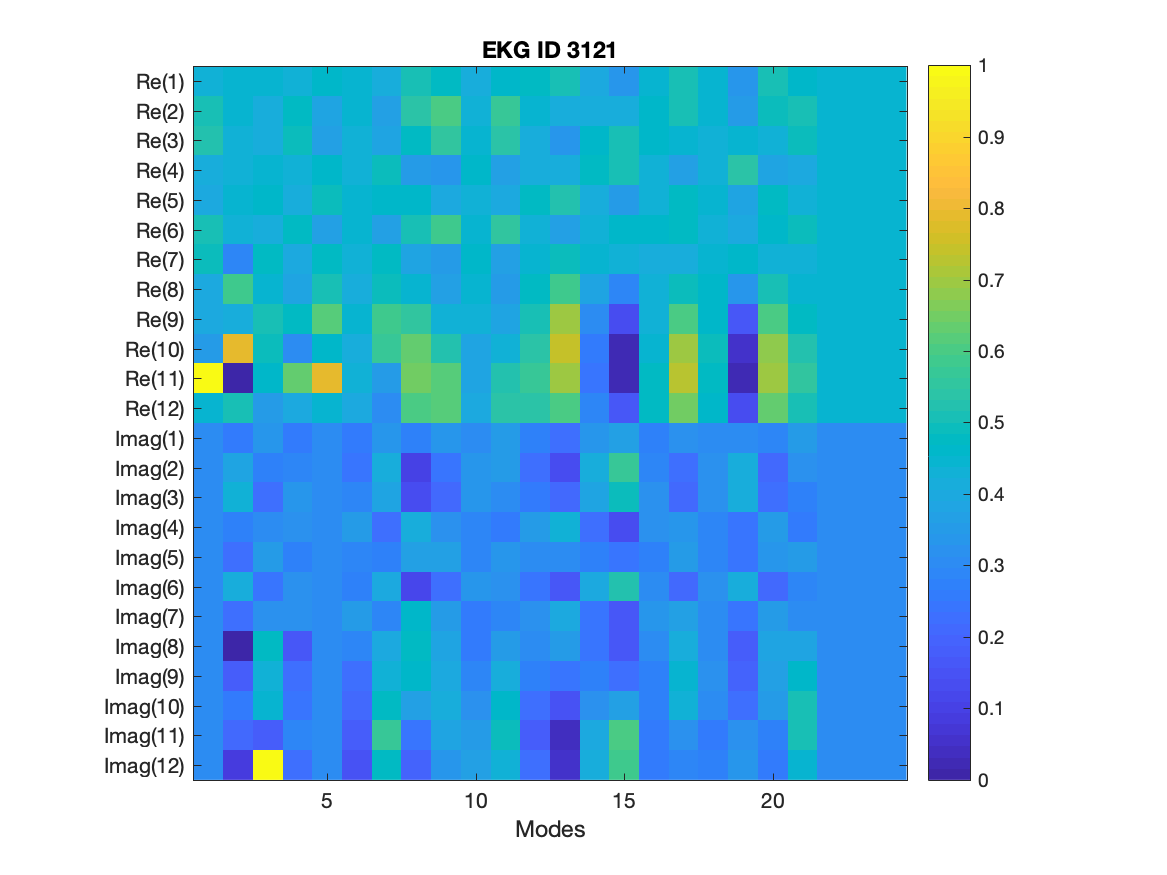 EKG ID 3121
Re(1)
Re(2)
Re(3)
Re(4)
Re(5)
Re(6)
Re(7)
Re(8)
Re(9)
Re(10)
Re(11)
Re(12)
Imag(1)
Imag(2)
Imag(3)
Imag(4)
Imag(5)
Imag(6)
Imag(7)
Imag(8)
Imag(9)
Imag(10)
Imag(11)
Imag(12)
5 10 15 20
Modes
1
0.9
0.8
0.7
0.6
0.5
0.4
0.3
0.2
0.1
0